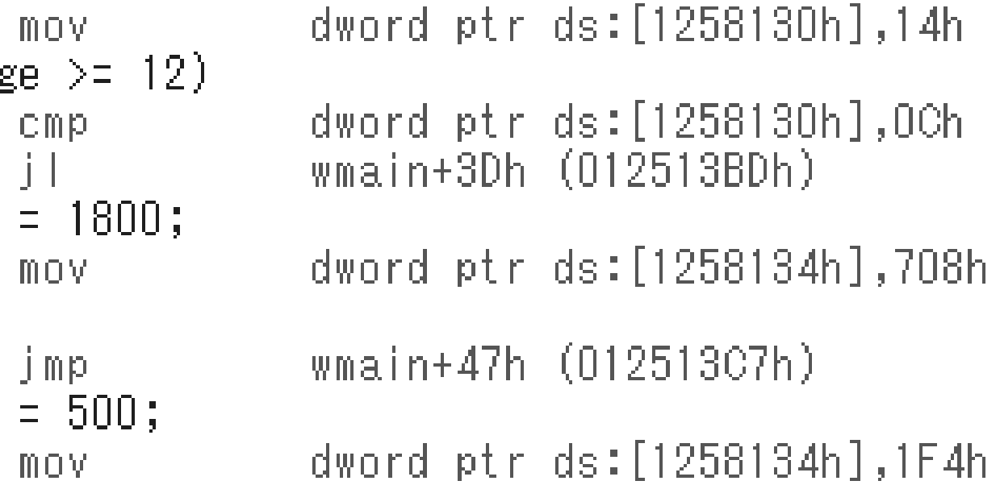 mov dword ptr ds:[1258130h],14h
ge >= 12)
cmp dword ptr ds:[1258130h],0Ch
jl wmain+3Dh (012513BDh)
= 1800;
mov dword ptr ds:[1258134h],708h
jmp wmain+47h (012513C7h)
= 500;
mov dword ptr ds:[1258134h],1F4h